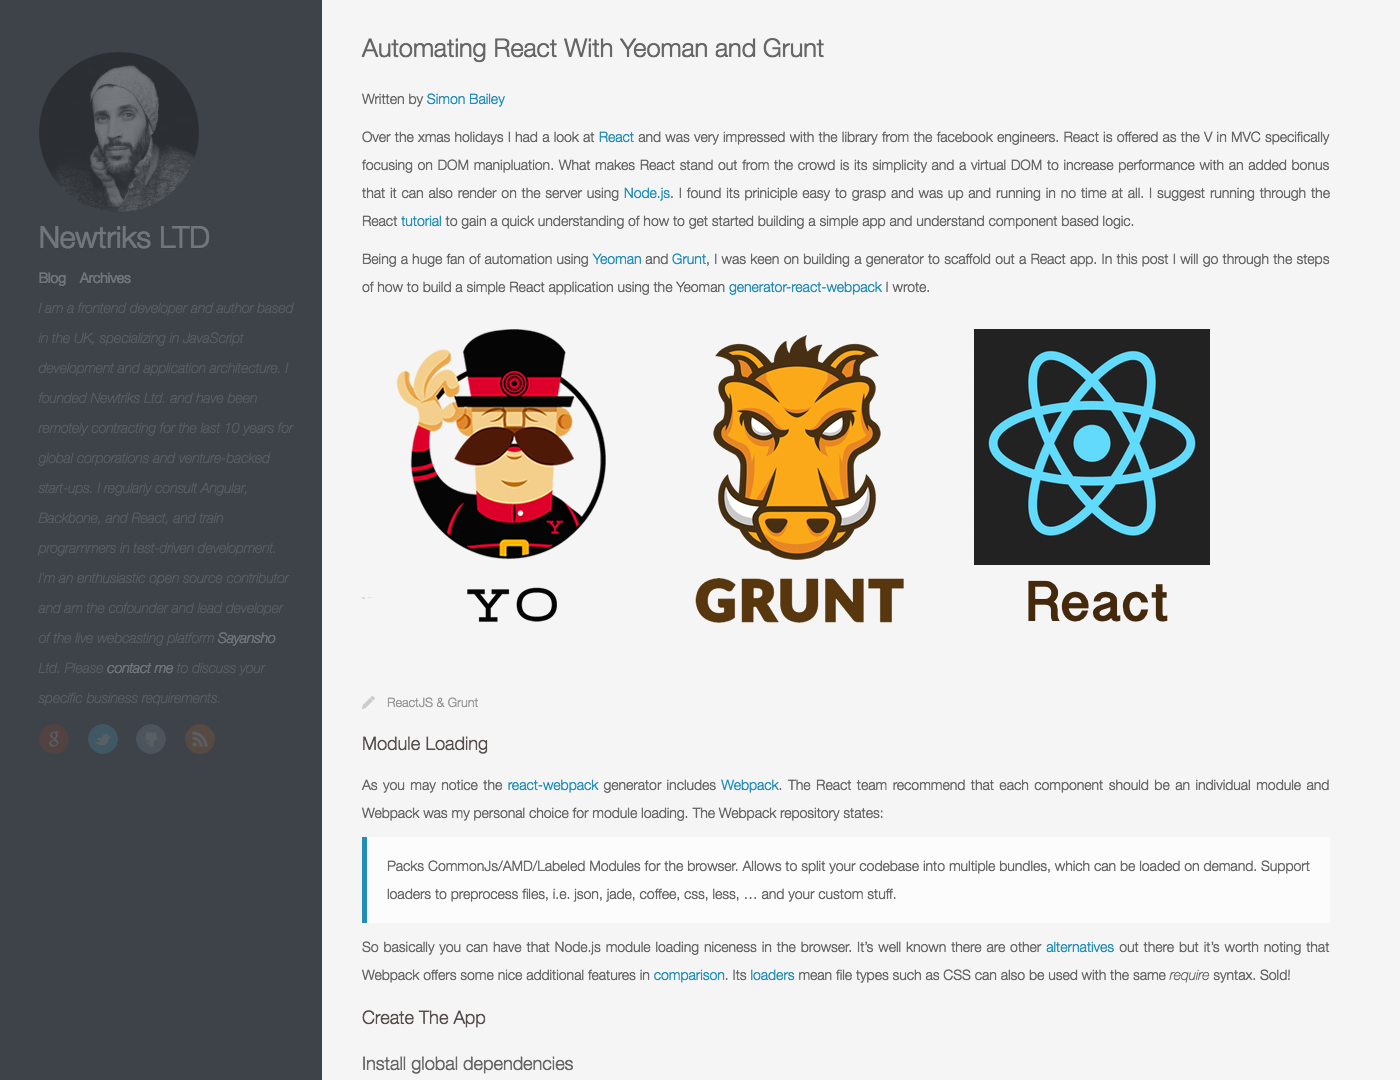 Newtriks LTD
Blog Archives
I am a frontend developer and author based
in the UK, specializing in JavaScript
development and application architecture. I
founded Newtriks Ltd. and have been
remotely contracting for the last 10 years for
global corporations and venture-backed
start-ups. I regularly consult Angular,
Backbone, and React, and train
programmers in test-driven development.
I'm an enthusiastic open source contributor
and am the cofounder and lead developer
of the live webcasting platform Sayansho
Ltd. Please contact me to discuss your
specific business requirements.
8
Automating React With Yeoman and Grunt
Written by Simon Bailey
Over the xmas holidays I had a look at React and was very impressed with the library from the facebook engineers. React is offered as the V in MVC specifically
focusing on DOM manipluation. What makes React stand out from the crowd is its simplicity and a virtual DOM to increase performance with an added bonus
that it can also render on the server using Node.js. I found its priniciple easy to grasp and was up and running in no time at all. I suggest running through the
React tutorial to gain a quick understanding of how to get started building a simple app and understand component based logic.
Being a huge fan of automation using Yeoman and Grunt, I was keen on building a generator to scaffold out a React app. In this post I will go through the steps
of how to build a simple React application using the Yeoman generator-react-webpack I wrote.
Y
YO GRUNT React
ReactJS & Grunt
Module Loading
As you may notice the react-webpack generator includes Webpack. The React team recommend that each component should be an individual module and
Webpack was my personal choice for module loading. The Webpack repository states:
Packs CommonJs/AMD/Labeled Modules for the browser. Allows to split your codebase into multiple bundles, which can be loaded on demand. Support
loaders to preprocess files, i.e. json, jade, coffee, css, less, … and your custom stuff.
So basically you can have that Node.js module loading niceness in the browser. It’s well known there are other alternatives out there but it’s worth noting that
Webpack offers some nice additional features in comparison. Its loaders mean file types such as CSS can also be used with the same require syntax. Sold!
Create The App
Install global dependencies